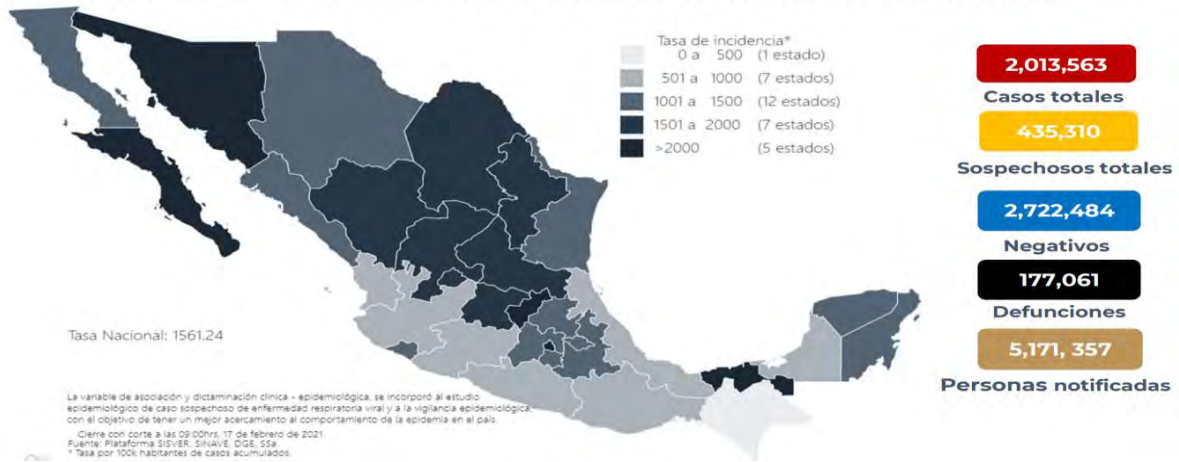 Tasa de incidencia*
0 a 500 (1 estado)
501 a 1000 (7 estados)
1001 a 1500 (12 estados)
1501 a 2000 (7 estados)
>2000 (5 estados)
2,013,563
Casos totales
435,310
Sospechosos totales
2,722,484
Negativos
177,061
Defunciones
5,171, 357
Personas notificadas
Tasa Nacional: 1561.24
La variable de asociación y dictaminación clínica - epidemiológica, se incorporó al estudio
epidemiológico de caso sospechoso de enfermedad respiratoria viral y a la vigilancia epidemiológica,
con el objetivo de tener un mejor acercamiento al comportamiento de la epidemia en el país.
Cierre con corte a las 09:00hrs, 17 de febrero de 2021
Fuente: Plataforma SISVER, SINAVE, DGE, SSa.
* Tasa por 100k habitantes de casos acumulados.